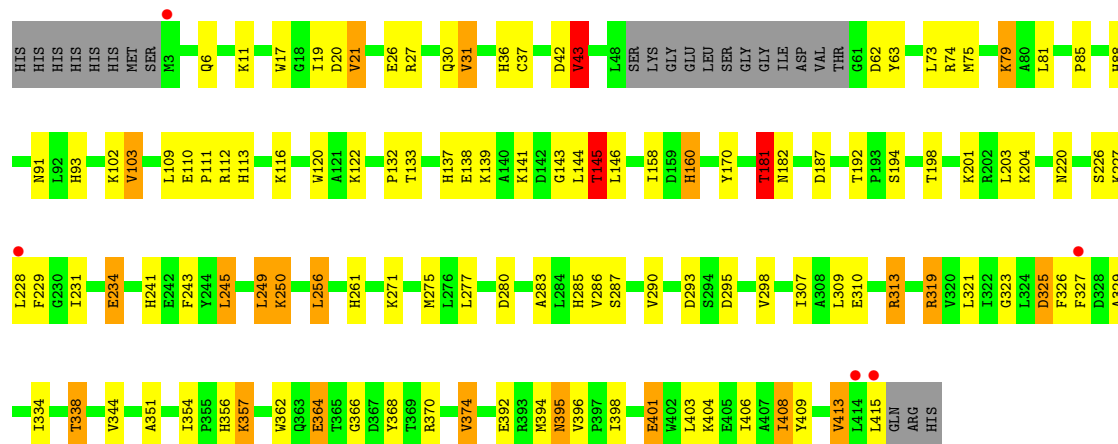 HIS HIS HIS HIS HIS HIS MET SER M3 Q6 K11 W17 G18 I19 D20 V21 E26 R27 Q30 V31 H36 C37 D42 V43 L48 SER LYS GLY GLU LEU SER GLY GLY ILE ASP VAL THR G61 D62 Y63 L73 R74 M75 K79 A80 L81 P85 H88
N91 L92 H93 K102 V103 L109 E110 P111 R112 H113 K116 W120 A121 K122 P132 T133 H137 E138 K139 A140 K141 D142 G143 L144 T145 L146 I158 D159 H160 Y170 T181 N182 D187 T192 P193 S194 T198 K201 R202 L203 K204 N220 S226 K227
L228 F229 G230 I231 E234 H241 E242 F243 Y244 L245 L249 K250 L256 H261 K271 M275 L276 L277 D280 A283 L284 H285 V286 S287 V290 D293 S294 D295 V298 I307 A308 L309 E310 R313 R319 V320 L321 I322 G323 L324 D325 F326 F327 D328 A329
I334 T338 V344 A351 I354 P355 H356 K357 W362 Q363 E364 T365 G366 D367 Y368 T369 R370 V374 E392 R393 M394 N395 V396 P397 I398 E401 W402 L403 K404 E405 I406 A407 I408 Y409 V413 L414 L415 GLN ARG HIS